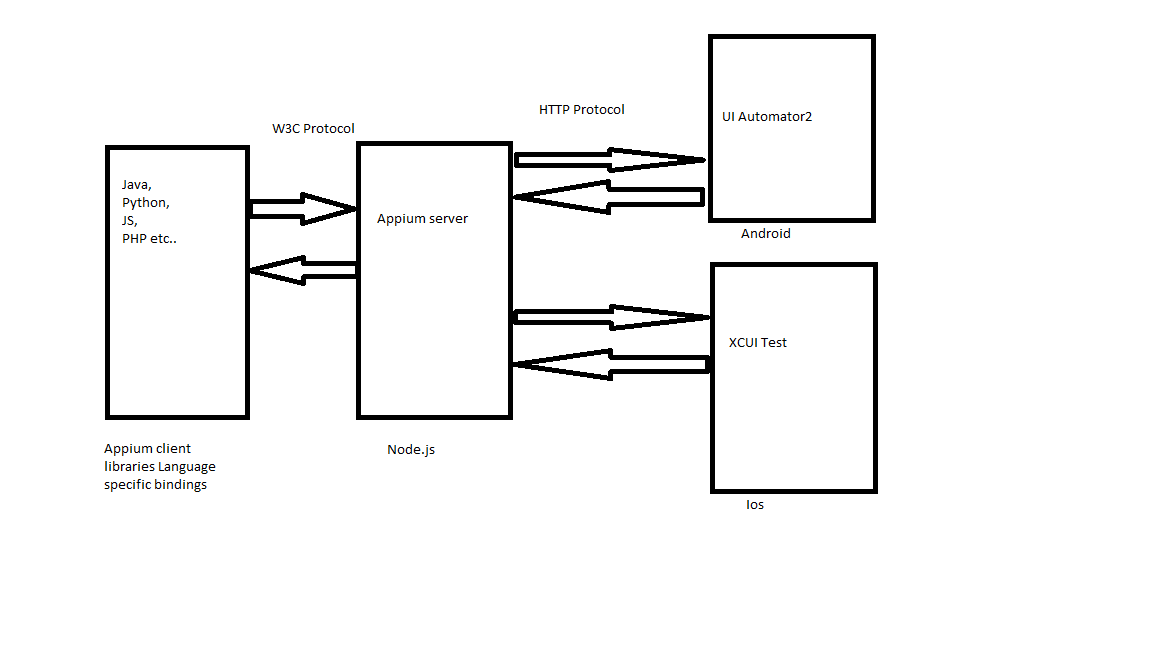 HTTP Protocol
UI Automator2
W3C Protocol
Java,
Python,
JS,
PHP etc..
Appium server
Android
XCUI Test
Appium client
libraries Language
specific bindings
Node.js
Ios